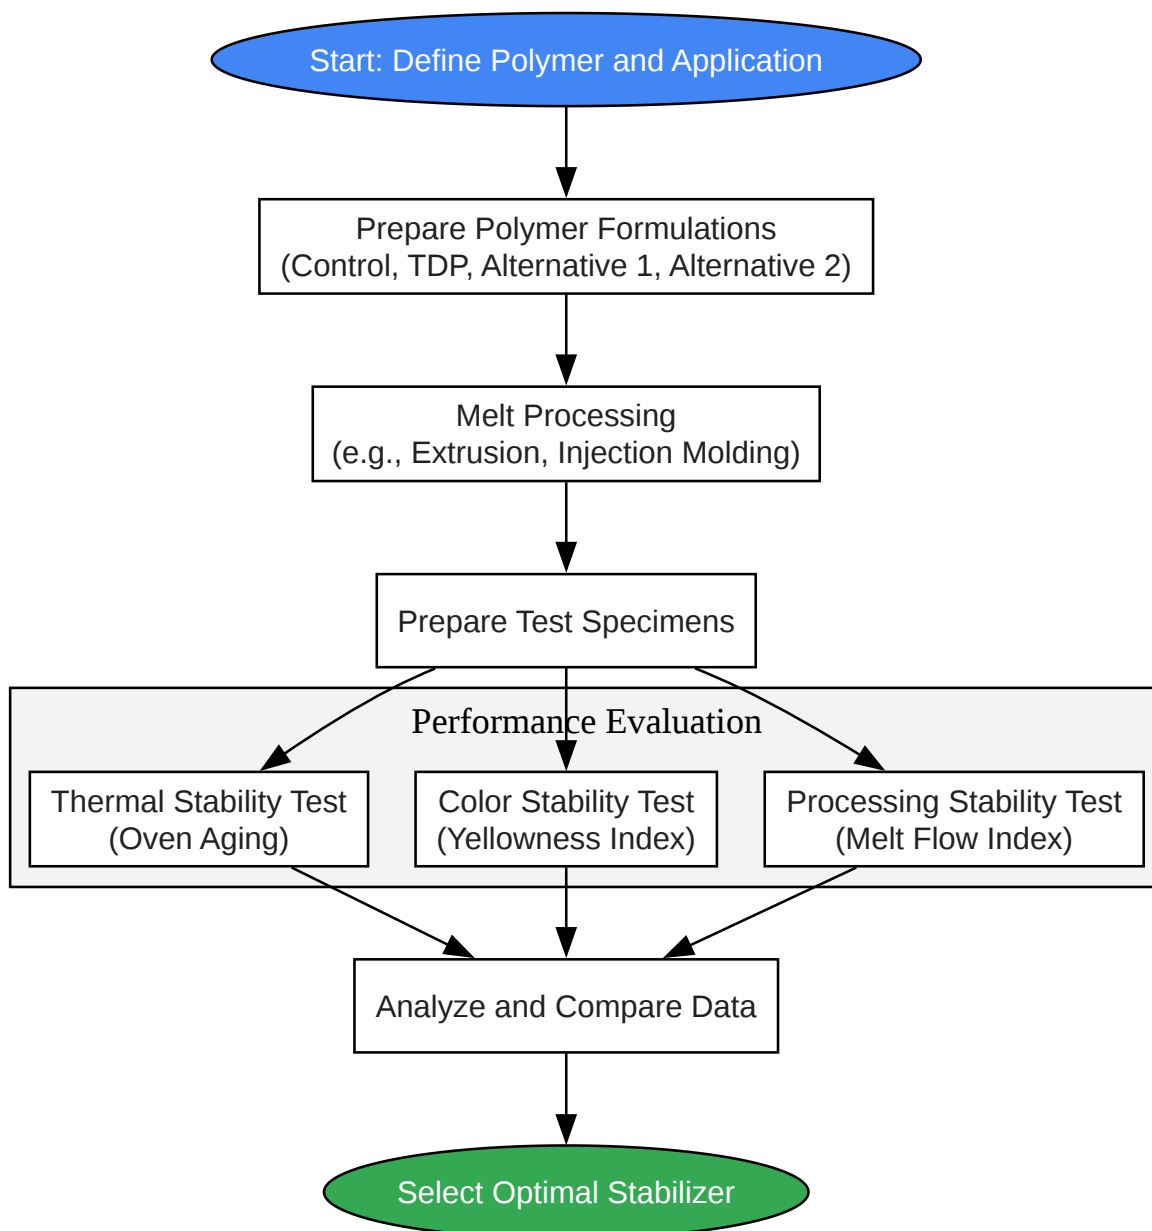 Start: Define Polymer and Application
Prepare Polymer Formulations
(Control, TDP, Alternative 1, Alternative 2)
Melt Processing
(e.g., Extrusion, Injection Molding)
Prepare Test Specimens
Performance Evaluation
Thermal Stability Test
(Oven Aging)
Color Stability Test
(Yellowness Index)
Processing Stability Test
(Melt Flow Index)
Analyze and Compare Data
Select Optimal Stabilizer